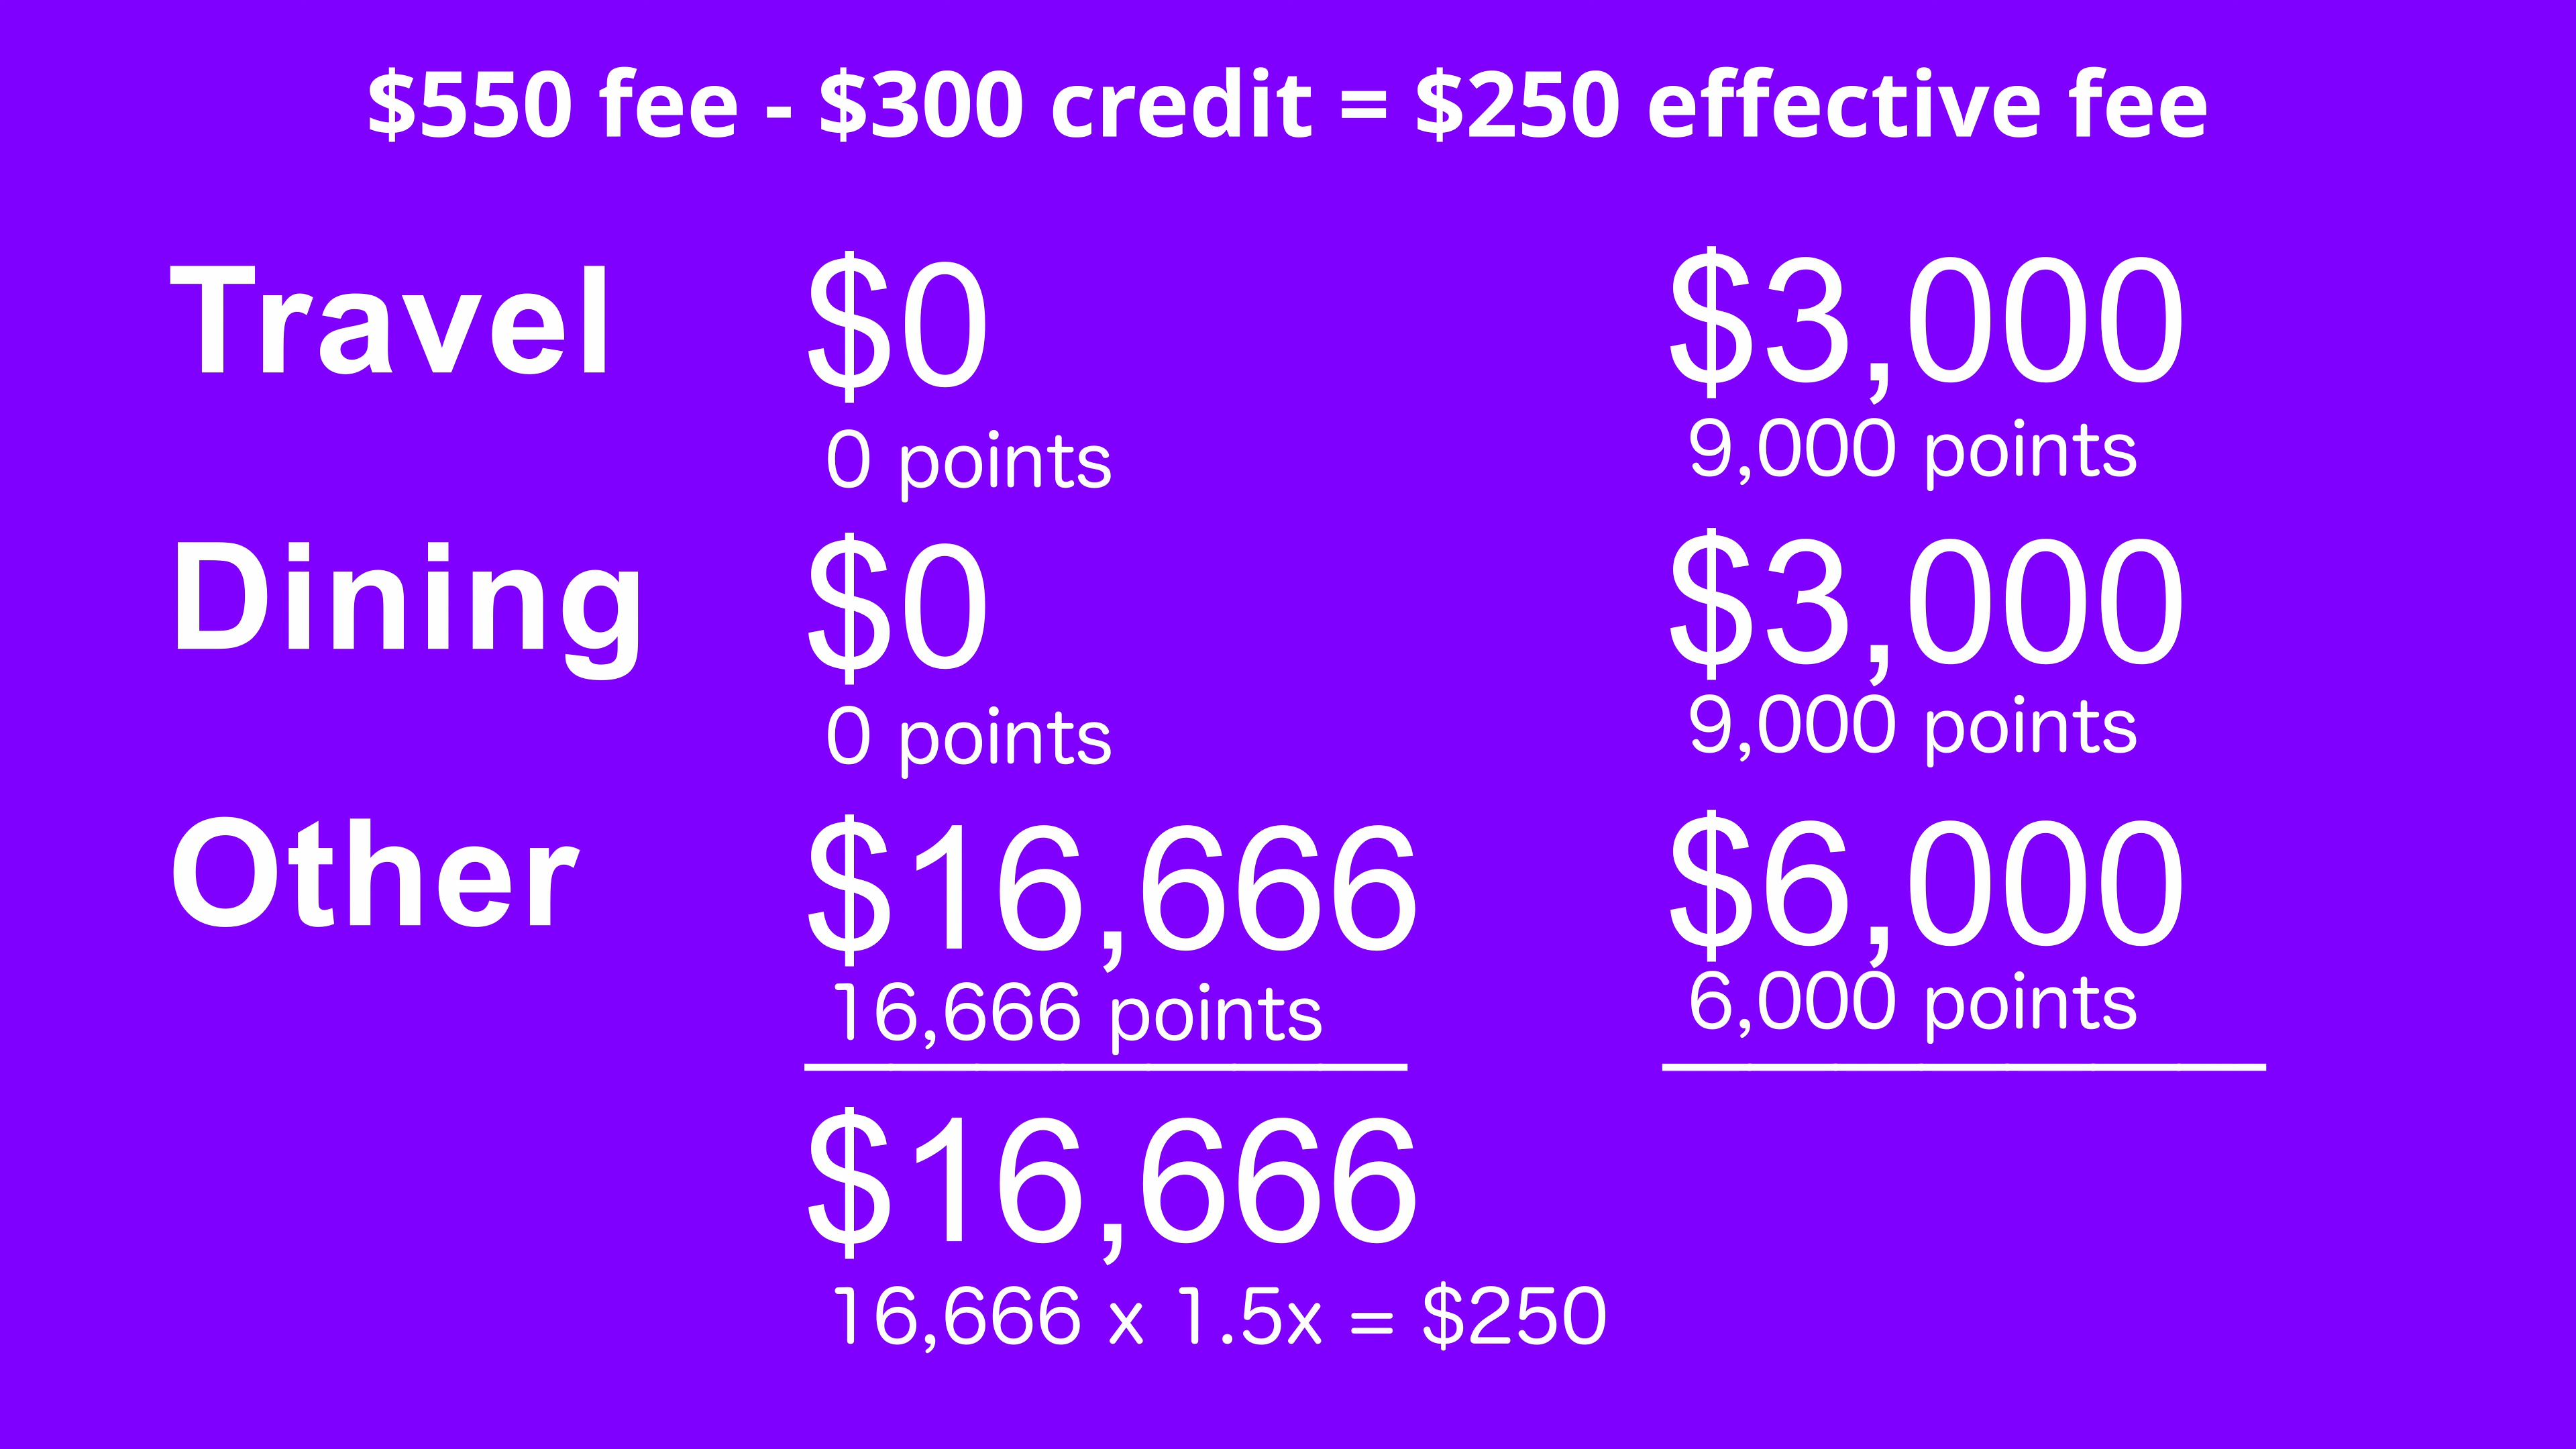 $550 fee - $300 credit = $250 effective fee
Travel $0 $3,000
0 points 9,000 points
Dining $0 $3,000
0 points 9,000 points
Other $16,666 $6,000
16,666 points 6,000 points
$16,666
16,666 x 1.5x = $250